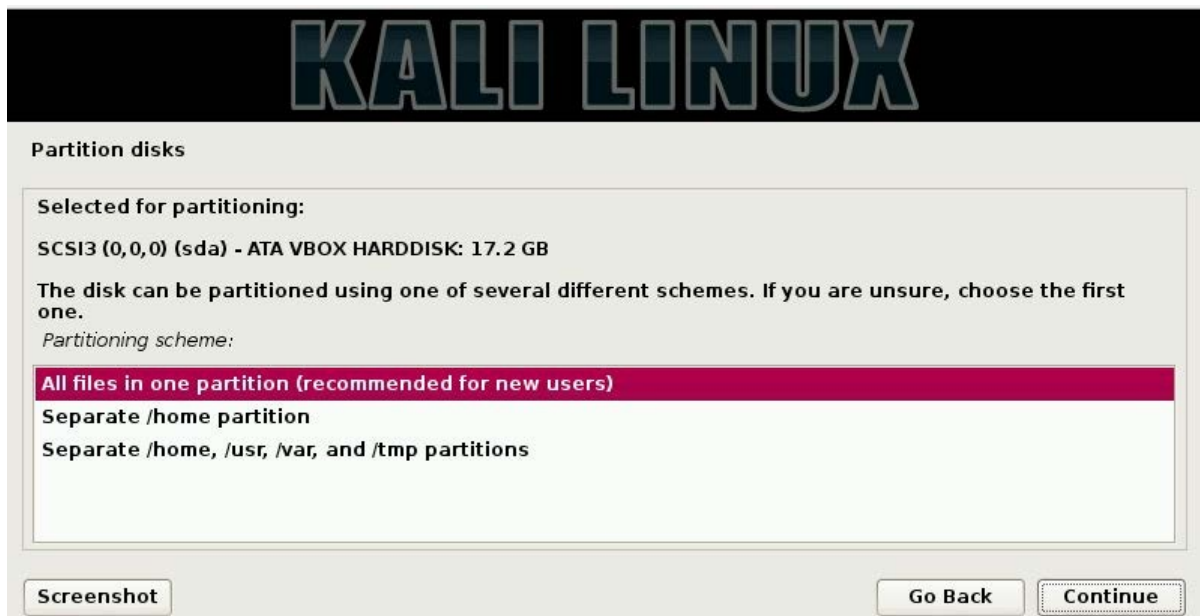 KALI LINUX
Partition disks
Selected for partitioning:
SCSI3 (0,0,0) (sda) - ATA VBOX HARDDISK: 17.2 GB
The disk can be partitioned using one of several different schemes. If you are unsure, choose the first
one.
Partitioning scheme:
All files in one partition (recommended for new users)
Separate /home partition
Separate /home, /usr, /var, and /tmp partitions
Screenshot Go Back Continue